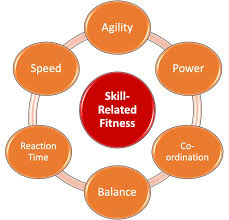 Agility
Speed
Power
Skill-
Related
Fitness
Reaction
Time
Co-
ordination
Balance